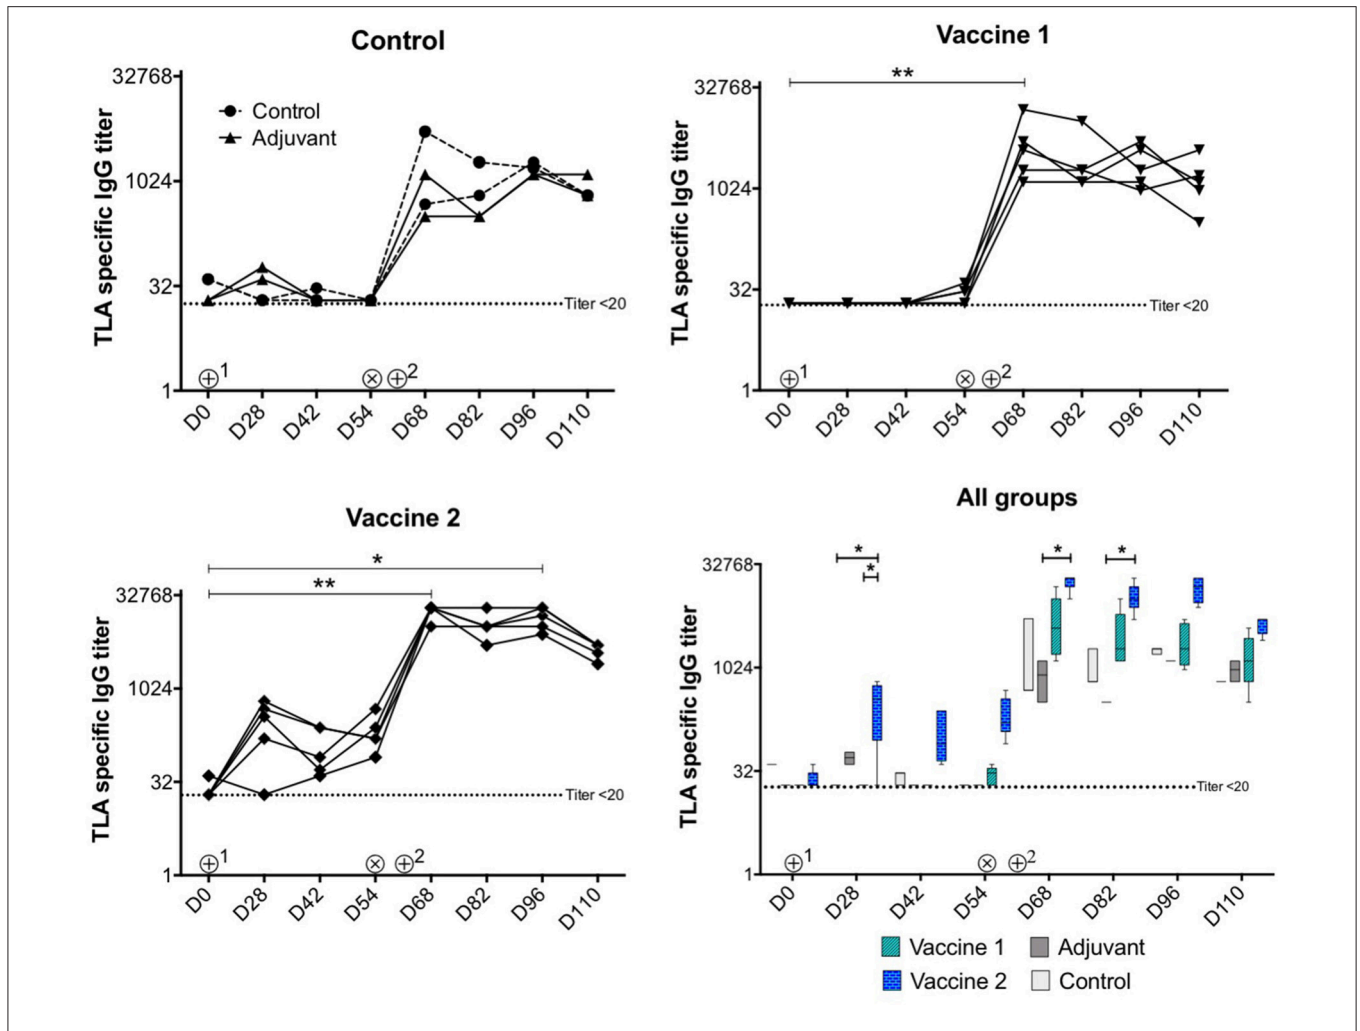 Control
TLA specific IgG titer
32768
1024
32
1
Control
Adjuvant
Titer <20
1
2
D0 D28 D42 D54 D68 D82 D96 D110
Vaccine 1
TLA specific IgG titer
32768
1024
32
1
**
Titer <20
1
2
D0 D28 D42 D54 D68 D82 D96 D110
Vaccine 2
TLA specific IgG titer
32768
1024
32
1
*
**
Titer <20
1
2
D0 D28 D42 D54 D68 D82 D96 D110
All groups
TLA specific IgG titer
32768
1024
32
1
* * *
*
Titer <20
1
2
D0 D28 D42 D54 D68 D82 D96 D110
Vaccine 1 Adjuvant
Vaccine 2 Control